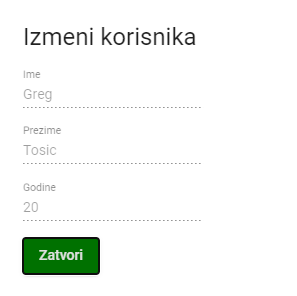 Izmeni korisnika
Ime
Greg
Prezime
Tosic
Godine
20
Zatvori